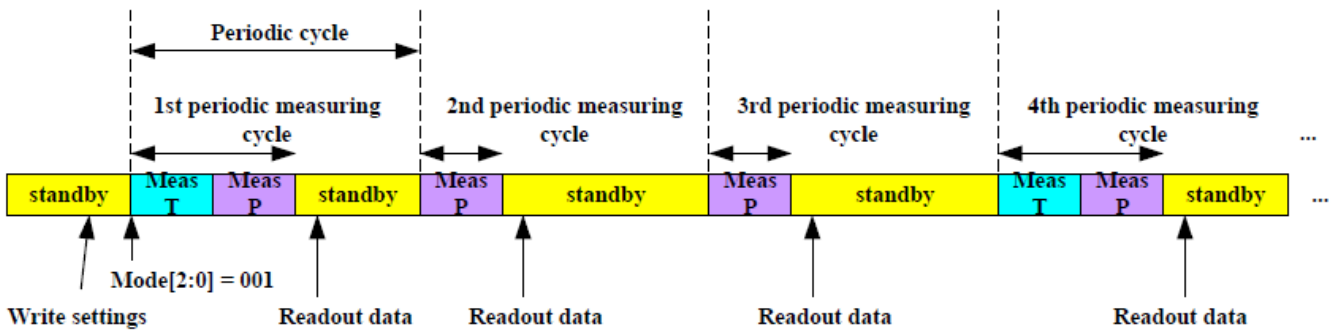 Periodic cycle
1st periodic measuring
cycle
2nd periodic measuring
cycle
3rd periodic measuring
cycle
4th periodic measuring
cycle
...
standby
Meas
T
Meas
P
standby
Meas
P
standby
Meas
P
standby
Meas
T
Meas
P
standby
...
Mode[2:0] = 001
Write settings
Readout data
Readout data
Readout data
Readout data